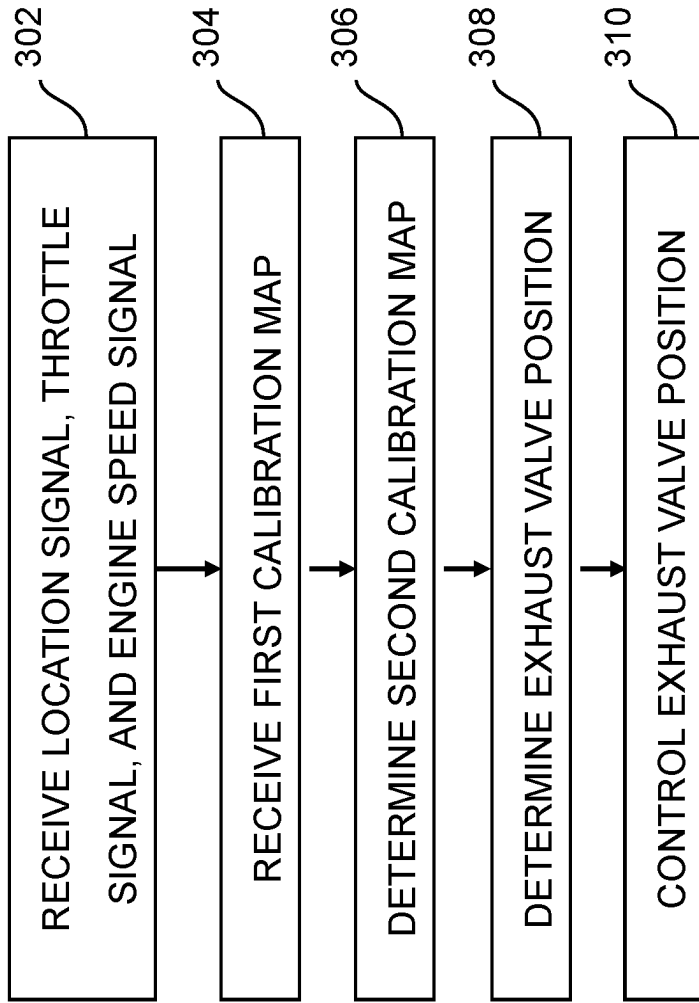 302
RECEIVE LOCATION SIGNAL, THROTTLE
SIGNAL, AND ENGINE SPEED SIGNAL
304
RECEIVE FIRST CALIBRATION MAP
306
DETERMINE SECOND CALIBRATION MAP
308
DETERMINE EXHAUST VALVE POSITION
310
CONTROL EXHAUST VALVE POSITION